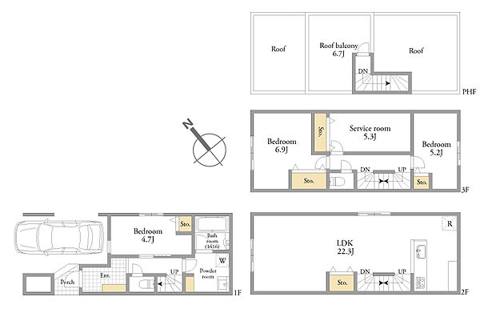 Roof
Roof balcony
6.7J
Roof
DN
PHF
Bedroom
6.9J
Sto.
Service room
5.3J
Bedroom
5.2J
Sto.
DN
UP
Sto.
3F
N
Bedroom
4.7J
Sto.
Bath
room
(1616)
Ent.
UP
Powder
room
W
Porch
1F
LDK
22.3J
R
Sto.
DN
UP
2F